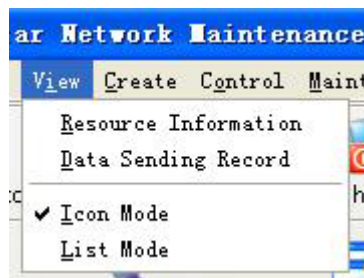 ar Network Maintenance
View Create Control Maint
Resource Information
Data Sending Record
Icon Mode
List Mode